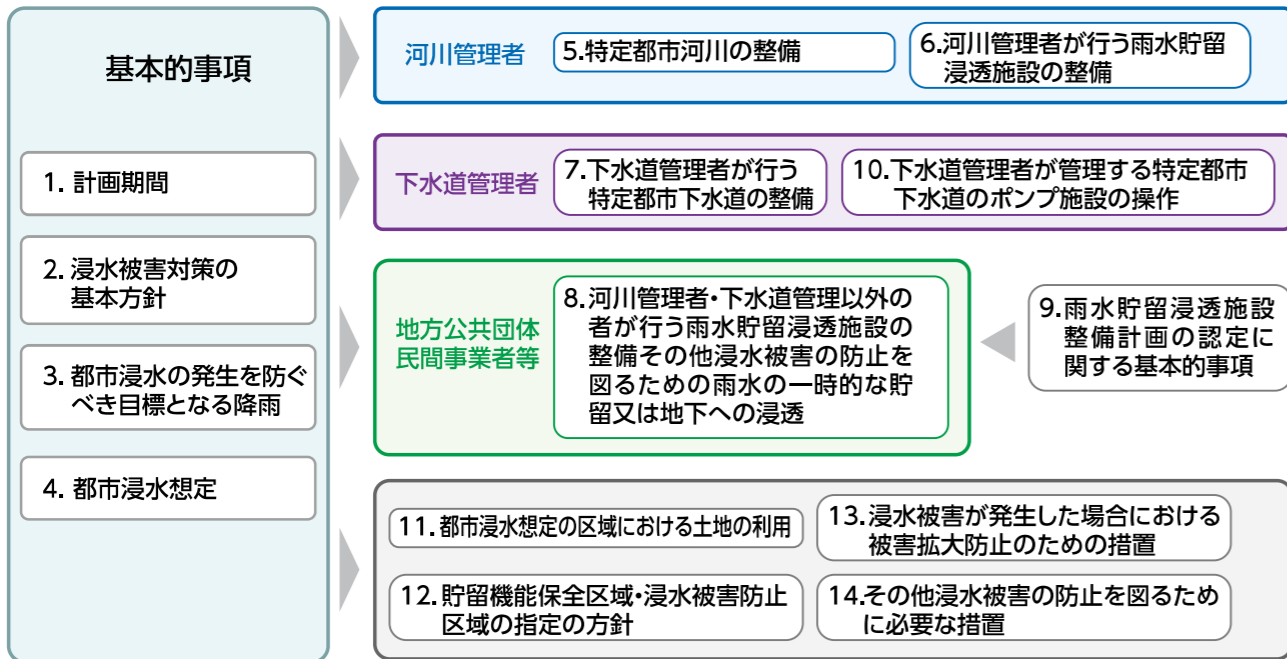 基本的事項
1. 計画期間
2. 浸水被害対策の
基本方針
3. 都市浸水の発生を防ぐ
べき目標となる降雨
4. 都市浸水想定
河川管理者
5.特定都市河川の整備
6.河川管理者が行う雨水貯留
浸透施設の整備
下水道管理者
7.下水道管理者が行う
特定都市下水道の整備
10.下水道管理者が管理する特定都市
下水道のポンプ施設の操作
地方公共団体
民間事業者等
8.河川管理者・下水道管理以外の
者が行う雨水貯留浸透施設の
整備その他浸水被害の防止を
図るための雨水の一時的な貯
留又は地下への浸透
9.雨水貯留浸透施設
整備計画の認定に
関する基本的事項
11.都市浸水想定の区域における土地の利用
12.貯留機能保全区域・浸水被害防止
区域の指定の方針
13.浸水被害が発生した場合における
被害拡大防止のための措置
14.その他浸水被害の防止を図るため
に必要な措置